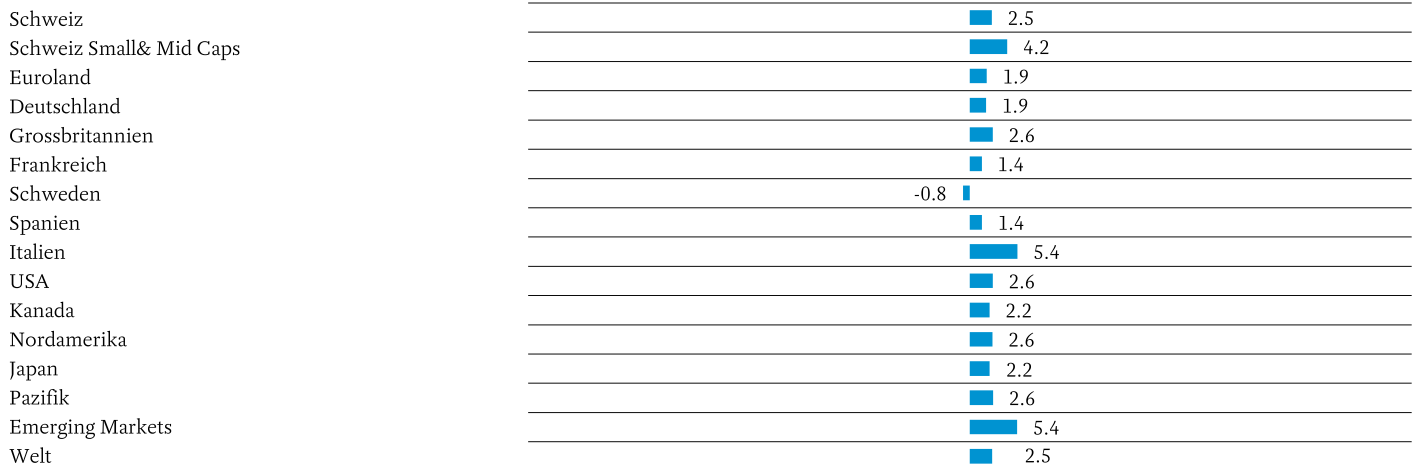 Schweiz 2.5
Schweiz Small& Mid Caps 4.2
Euroland 1.9
Deutschland 1.9
Grossbritannien 2.6
Frankreich 1.4
Schweden -0.8
Spanien 1.4
Italien 5.4
USA 2.6
Kanada 2.2
Nordamerika 2.6
Japan 2.2
Pazifik 2.6
Emerging Markets 5.4
Welt 2.5